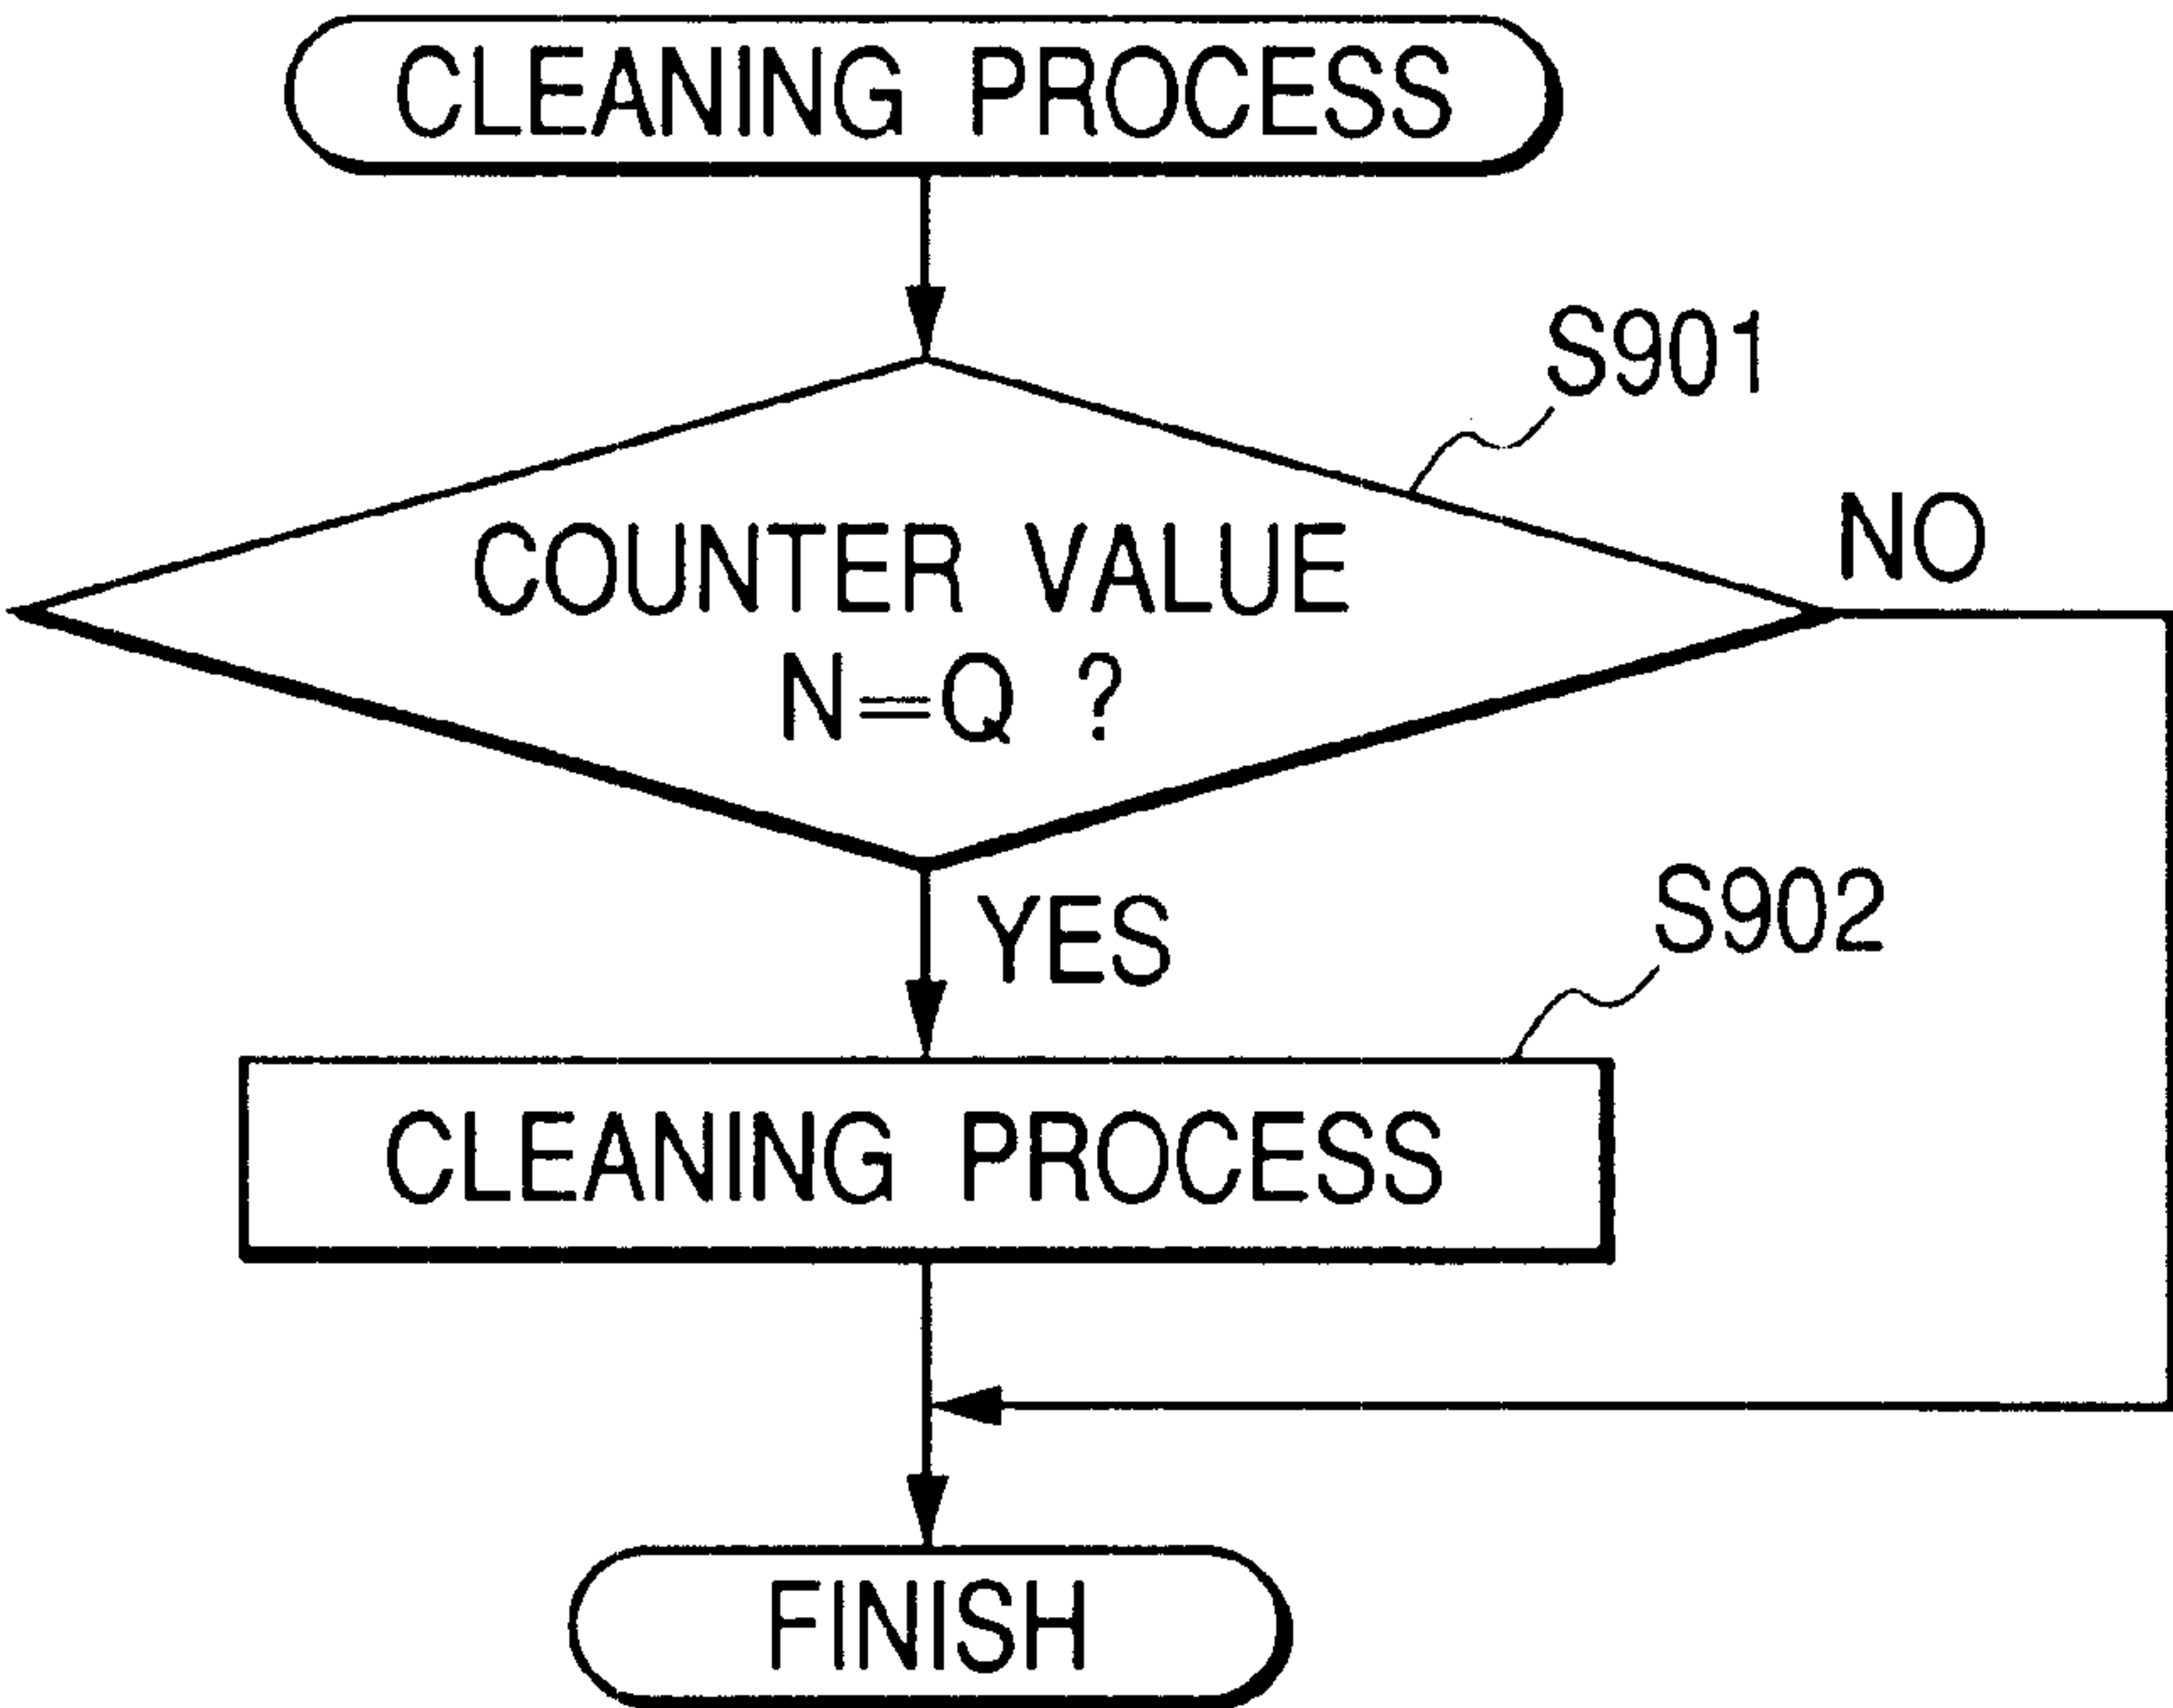 CLEANING PROCESS
S901
COUNTER VALUE
N=Q ?
NO
YES
S902
CLEANING PROCESS
FINISH